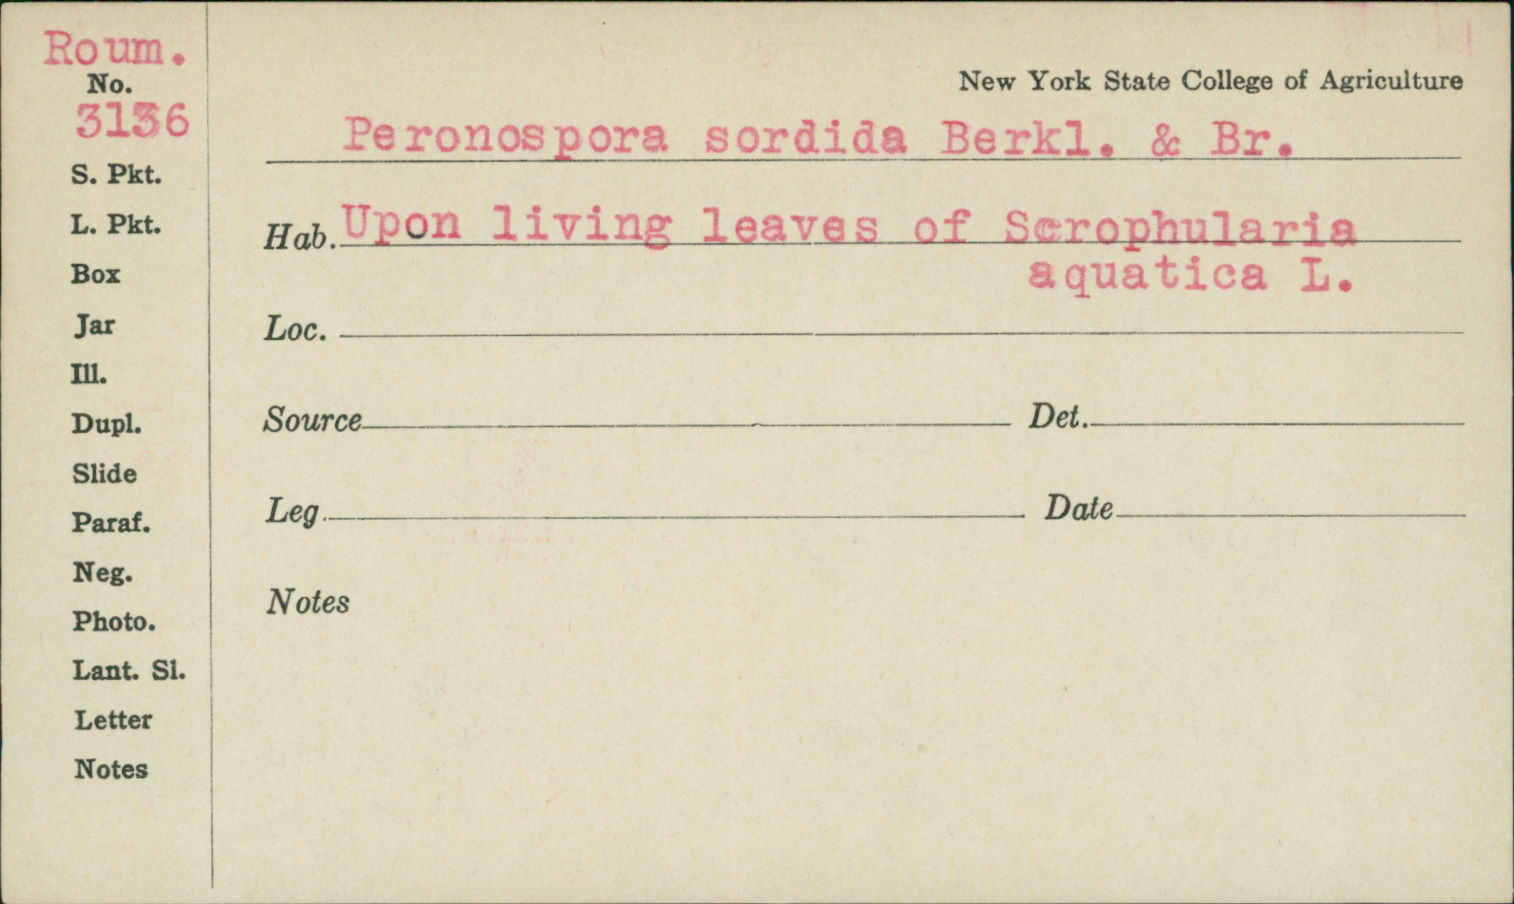 Roum.
No.
3136
S. Pkt.
L. Pkt.
Box
Jar
Ill.
Dupl.
Slide
Paraf.
Neg.
Photo.
Lant. Sl.
Letter
Notes
New York State College of Agriculture
Peronospora sordida Berkl. & Br.
Hab. Upon living leaves of Scrophularia
aquatica L.
Loc.
Source Det.
Leg. Date
Notes